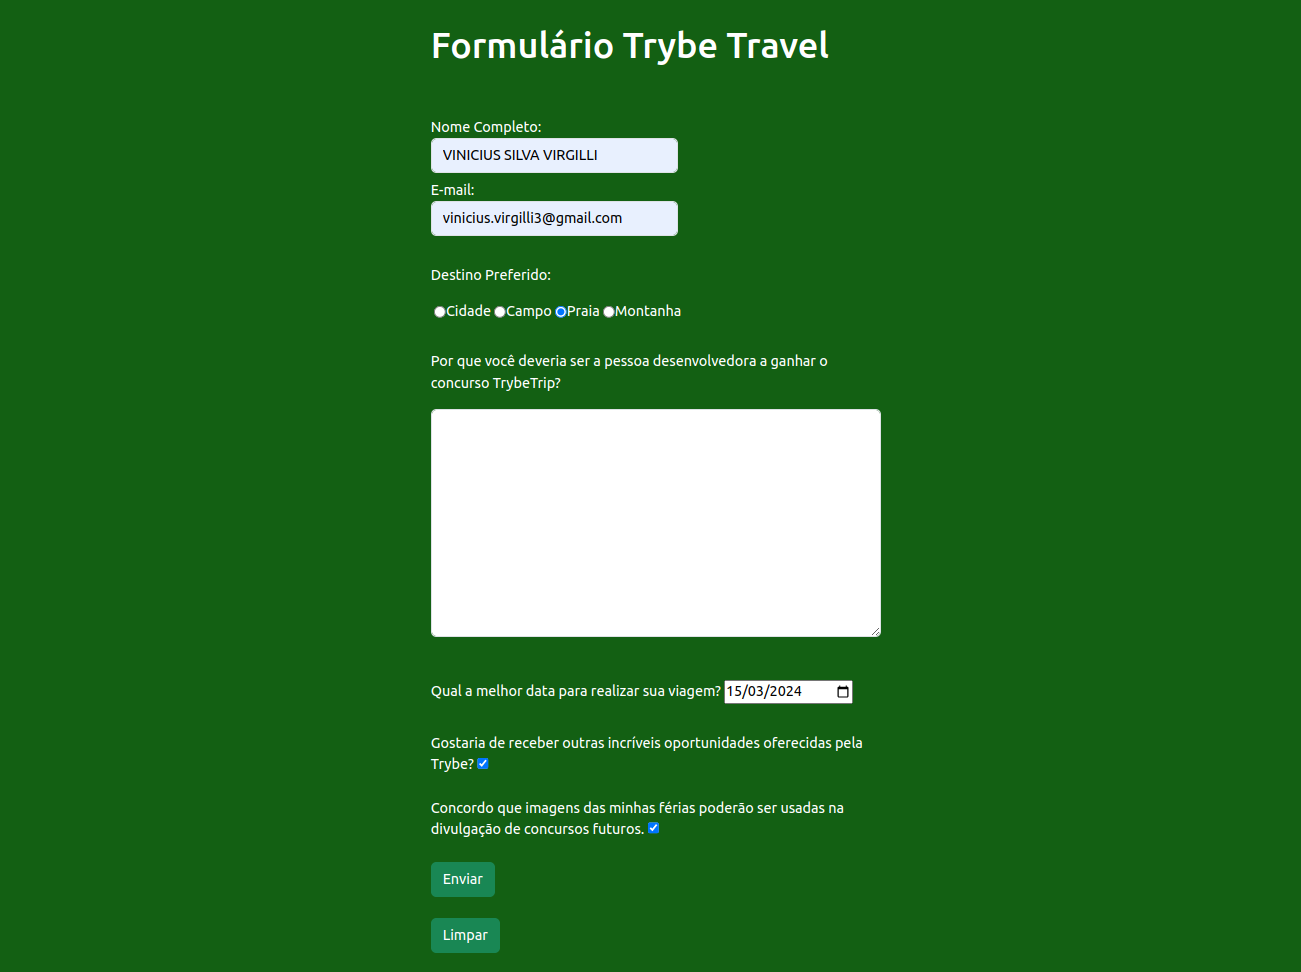 Formulário Trybe Travel
Nome Completo:
VINICIUS SILVA VIRGILLI
E-mail:
vinicius.virgilli3@gmail.com
Destino Preferido:
Cidade Campo Praia Montanha
Por que você deveria ser a pessoa desenvolvedora a ganhar o
concurso TrybeTrip?
Qual a melhor data para realizar sua viagem? 15/03/2024
Gostaria de receber outras incríveis oportunidades oferecidas pela
Trybe?
Concordo que imagens das minhas férias poderão ser usadas na
divulgação de concursos futuros.
Enviar
Limpar